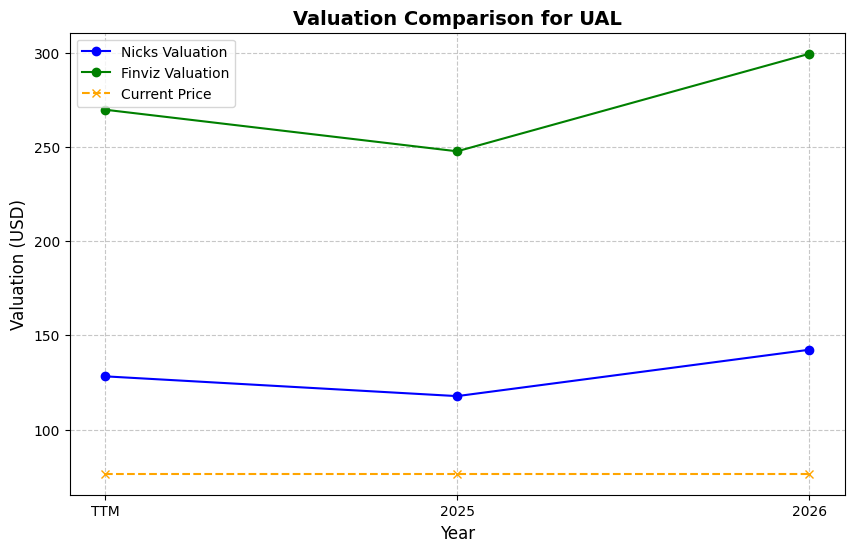 Valuation Comparison for UAL
Nicks Valuation
Finviz Valuation
Current Price
300
250
200
150
100
Valuation (USD)
TTM
2025
2026
Year